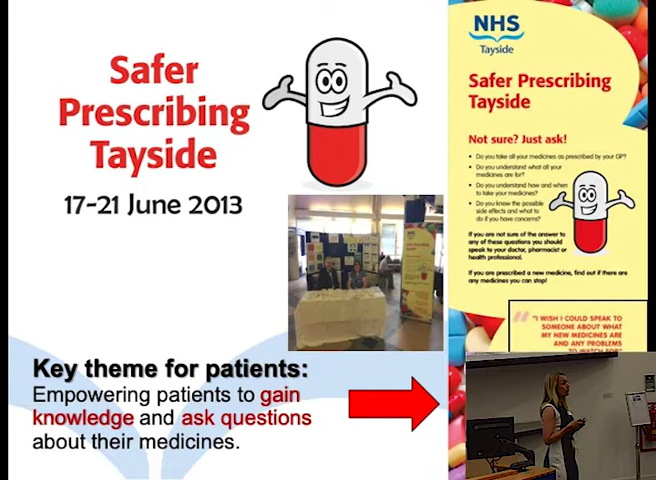 Safer
Prescribing
Tayside
17-21 June 2013
Key theme for patients:
Empowering patients to gain
knowledge and ask questions
about their medicines.
NHS
Tayside
Safer Prescribing
Tayside
Not sure? Just ask!
• Do you take all your medicines as prescribed by your GP?
• Do you understand what all your
medicines are for?
• Do you understand how and when
to take your medicines?
• Do you know the possible
side effects and what to
do if you have concerns?
If you are not sure of the answer to
any of these questions you should
speak to your doctor, pharmacist or
health professional.
If you are prescribed a new medicine, find out if there are
any medicines you can stop!
"I WISH I COULD SPEAK TO
SOMEONE ABOUT WHAT
MY NEW MEDICINES ARE
AND ANY PROBLEMS
TO WATCH FOR"